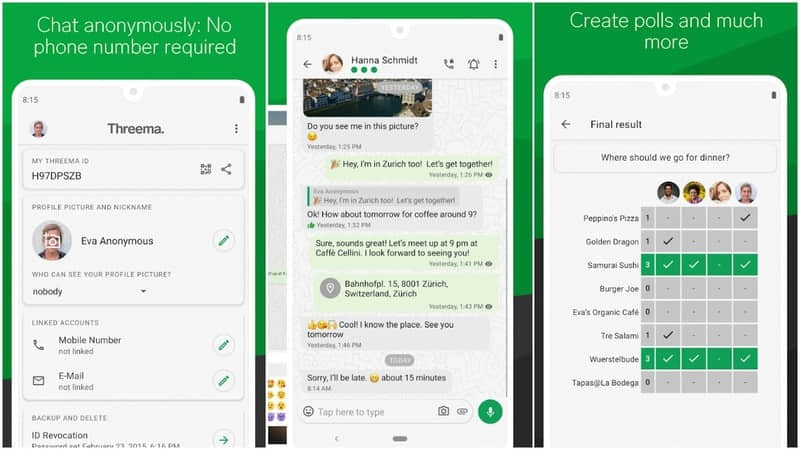 Chat anonymously: No
phone number required
8:15
Threema.
MY THREEMA ID
H97DPSZB
PROFILE PICTURE AND NICKNAME
Eva Anonymous
WHO CAN SEE YOUR PROFILE PICTURE?
nobody
LINKED ACCOUNTS
Mobile Number
not linked
E-Mail
not linked
BACKUP AND DELETE
ID Revocation
Password set February 23, 2015, 6:16 PM
8:15
Hanna Schmidt
YESTERDAY
Do you see me in this picture?
😉
Yesterday, 1:25 PM
🎉 Hey, I'm in Zurich too! Let's get together!
Yesterday, 1:26 PM
Eva Anonymous
🎉 Hey, I'm in Zurich too! Let's get together!
Ok! How about tomorrow for coffee around 9?
Yesterday, 1:32 PM
Sure, sounds great! Let's meet up at 9 pm at
Caffè Cellini. I look forward to seeing you!
Yesterday, 1:41 PM
Bahnhofpl. 15, 8001 Zürich,
Switzerland, Zürich
Yesterday, 1:43 PM
👍😋🙌 Cool! I know the place. See you
tomorrow
Yesterday, 1:46 PM
TODAY
Sorry, I'll be late. 😄 about 15 minutes
8:14 AM
Tap here to type
Create polls and much
more
8:15
Final result
Where should we go for dinner?
Peppino's Pizza 1 - - - ✓
Golden Dragon 1 ✓ - - -
Samurai Sushi 3 ✓ ✓ - ✓
Burger Joe 0 - - - -
Eva's Organic Café 0 - - - -
Tre Salami 1 ✓ - - -
Wuerstelbude 3 ✓ ✓ - ✓
Tapas@La Bodega 0 - - - -